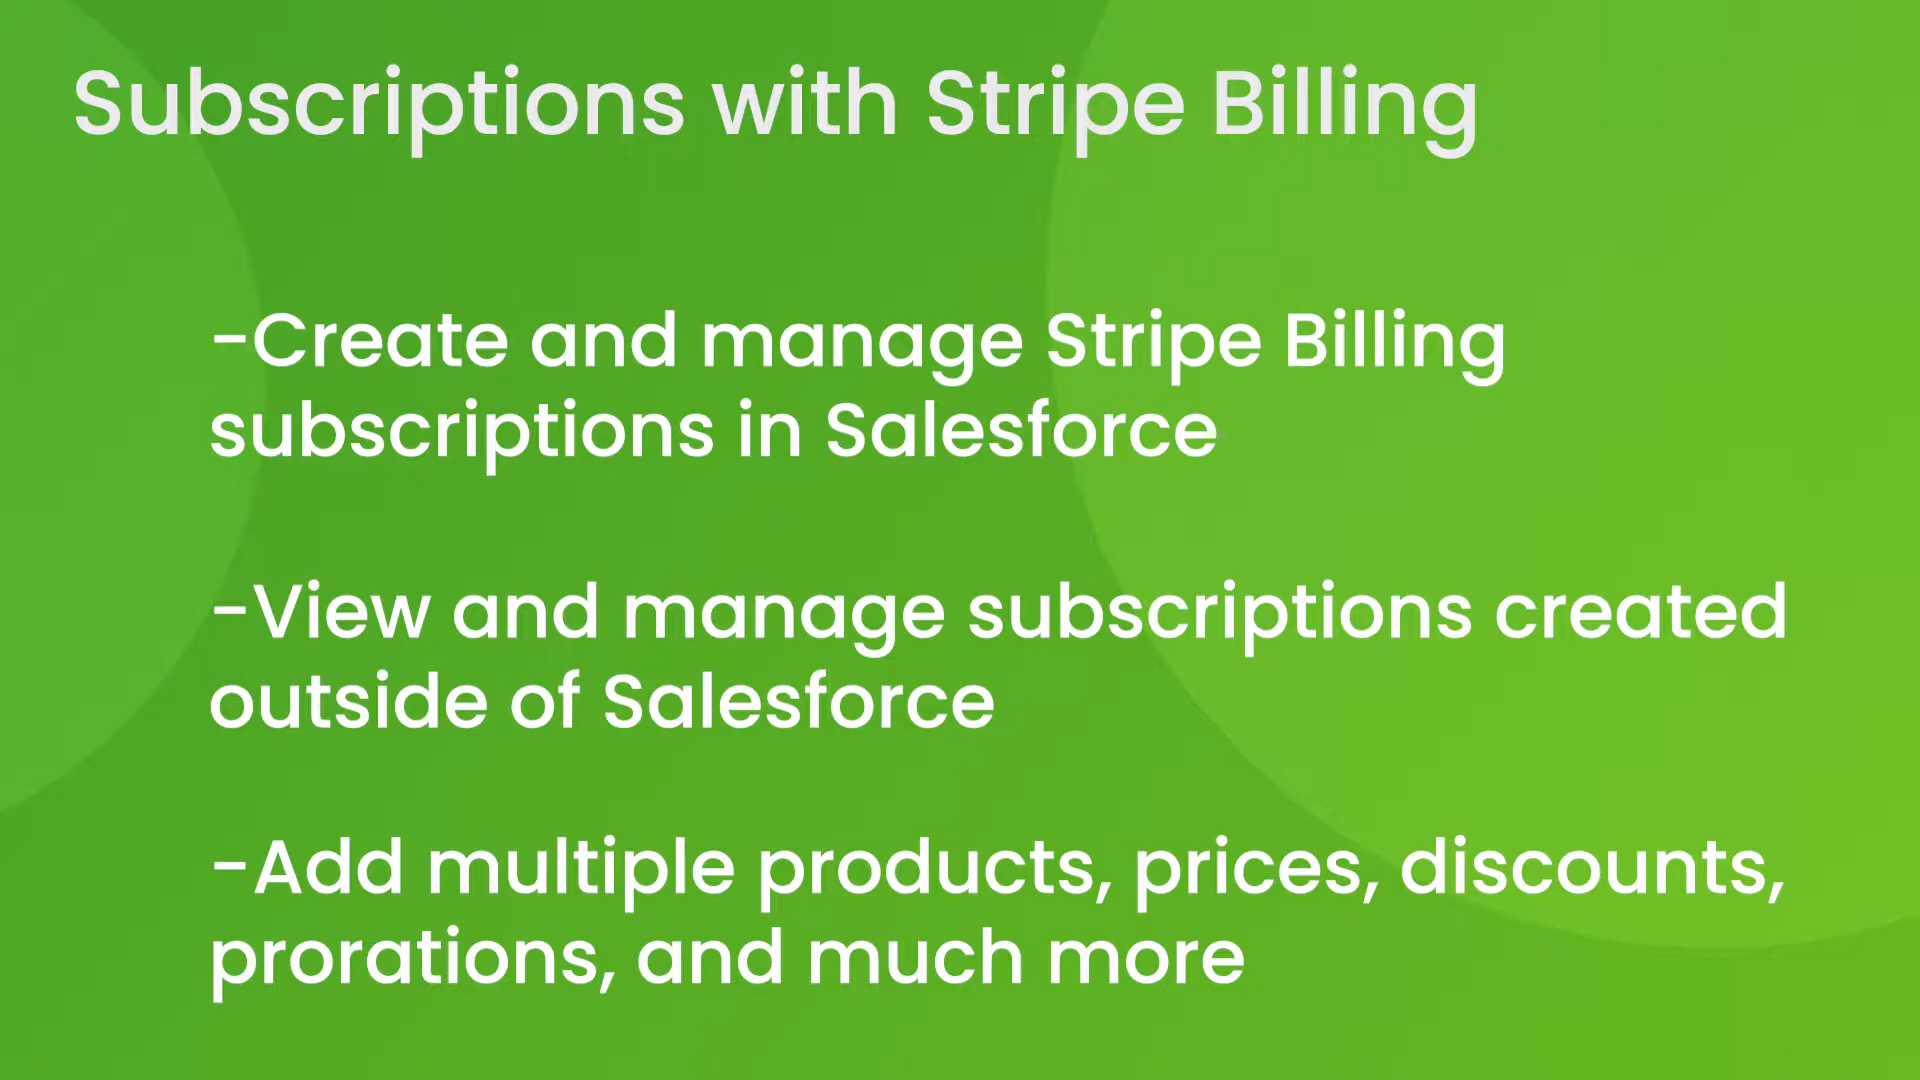 Subscriptions with Stripe Billing
-Create and manage Stripe Billing
subscriptions in Salesforce
-View and manage subscriptions created
outside of Salesforce
-Add multiple products, prices, discounts,
prorations, and much more